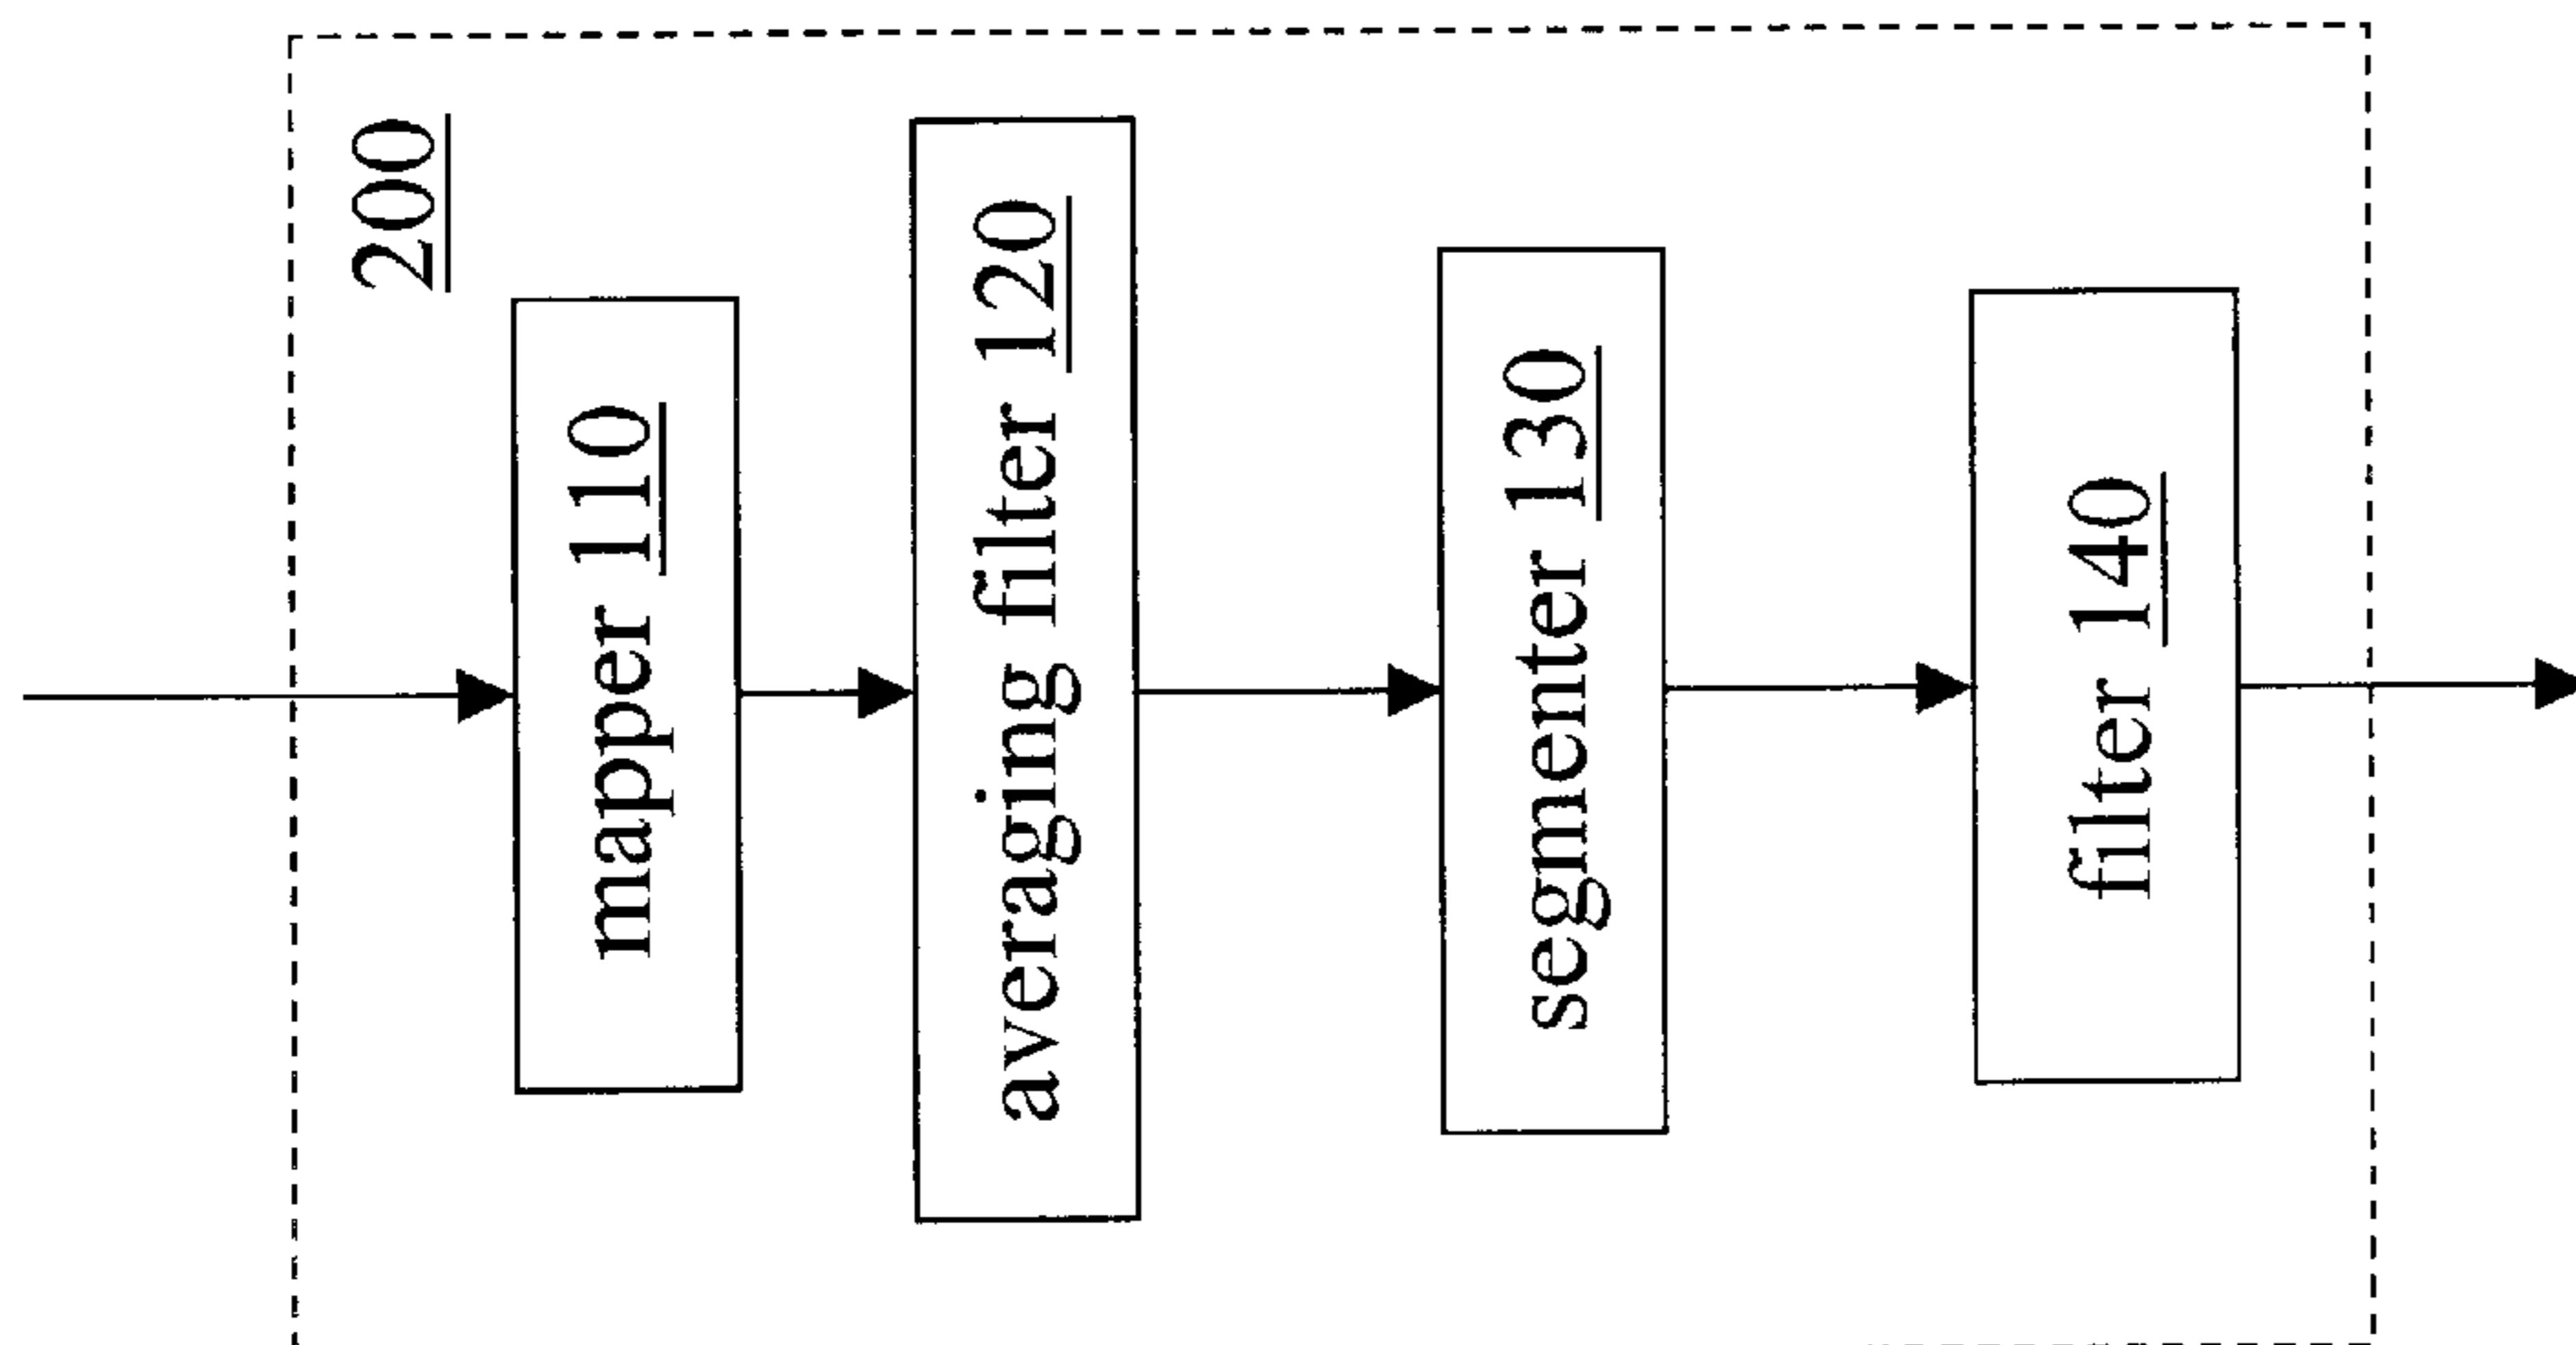 200
mapper 110
averaging filter 120
segmenter 130
filter 140